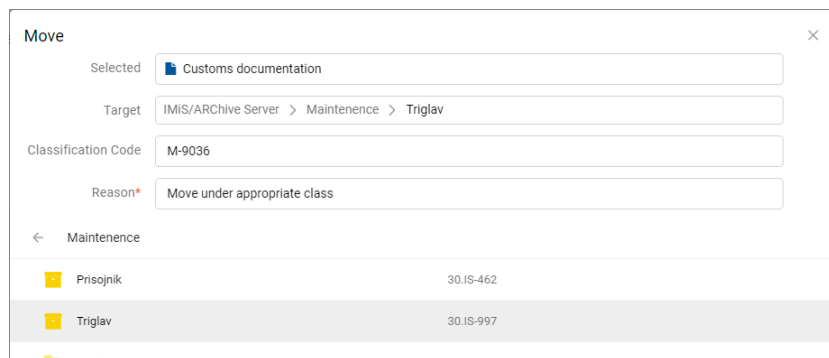 Move
Selected Customs documentation
Target IMiS/ARChive Server > Maintenence > Triglav
Classification Code M-9036
Reason* Move under appropriate class
Maintenence
Prisojnik 30.IS-462
Triglav 30.IS-997